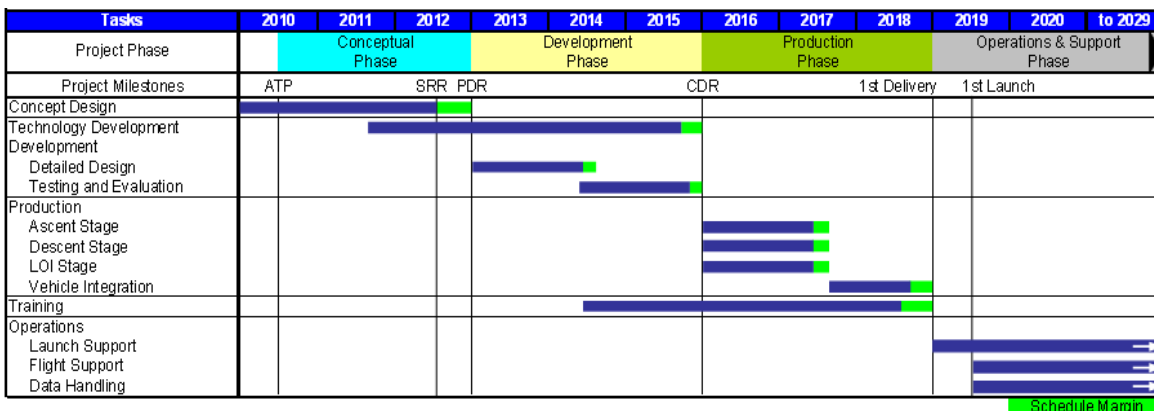 Tasks 2010 2011 2012 2013 2014 2015 2016 2017 2018 2019 2020 to 2029
Project Phase Conceptual Phase Development Phase Production Phase Operations & Support Phase
Project Milestones ATP SRR PDR CDR 1st Delivery 1st Launch
Concept Design
Technology Development
Development
Detailed Design
Testing and Evaluation
Production
Ascent Stage
Descent Stage
LOI Stage
Vehicle Integration
Training
Operations
Launch Support
Flight Support
Data Handling
Schedule Margin